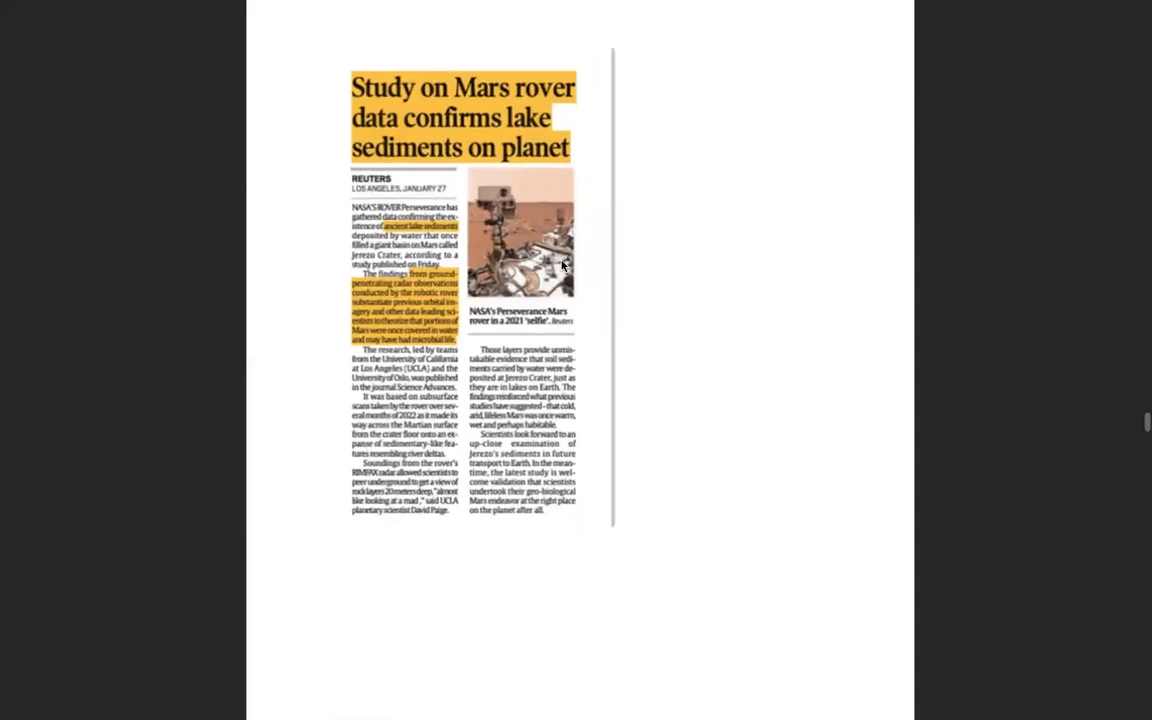 Study on Mars rover
data confirms lake
sediments on planet
REUTERS
LOS ANGELES, JANUARY 27
NASA'S ROVER Perseverance has
gathered data confirming the ex-
istence of ancient lake sediments
deposited by water that once
filled a giant basin on Mars called
Jerezo Crater, according to a
study published on Friday.
The findings from ground-
penetrating radar observations
conducted by the robotic rover
substantiate previous orbital im-
agery and other data leading sci-
entists to theorize that portions of
Mars were once covered in water
and may have had microbial life.
The research, led by teams
from the University of California
at Los Angeles (UCLA) and the
University of Oslo, was published
in the journal Science Advances.
It was based on subsurface
scans taken by the rover over sev-
eral months of 2022 as it made its
way across the Martian surface
from the crater floor onto an ex-
panse of sedimentary-like fea-
tures resembling river deltas.
Soundings from the rover's
RIMFAX radar allowed scientists to
peer underground to get a view of
rock layers 20 meters deep, "almost
like looking at a road ," said UCLA
planetary scientist David Paige.
NASA's Perseverance Mars
rover in a 2021 'selfie'. Reuters
Those layers provide unmis-
takable evidence that soil sedi-
ments carried by water were de-
posited at Jerezo Crater, just as
they are in lakes on Earth. The
findings reinforced what previous
studies have suggested - that cold,
arid, lifeless Mars was once warm,
wet and perhaps habitable.
Scientists look forward to an
up-close examination of
Jerezo's sediments in future
transport to Earth. In the mean-
time, the latest study is wel-
come validation that scientists
undertook their geo-biological
Mars endeavor at the right place
on the planet after all.